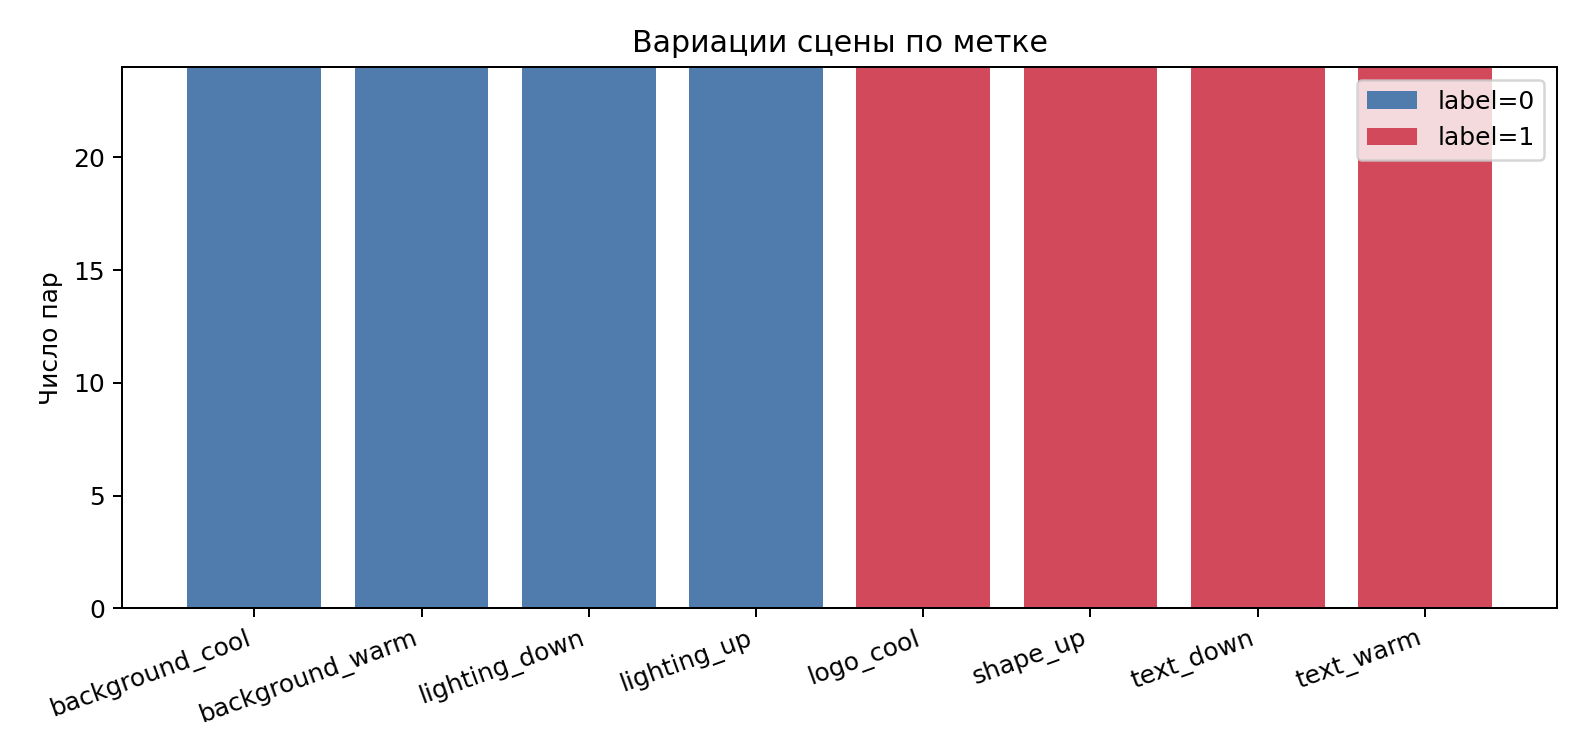 Вариации сцены по метке
label=0
label=1
Число пар
20
15
10
5
0
background_cool
background_warm
lighting_down
lighting_up
logo_cool
shape_up
text_down
text_warm